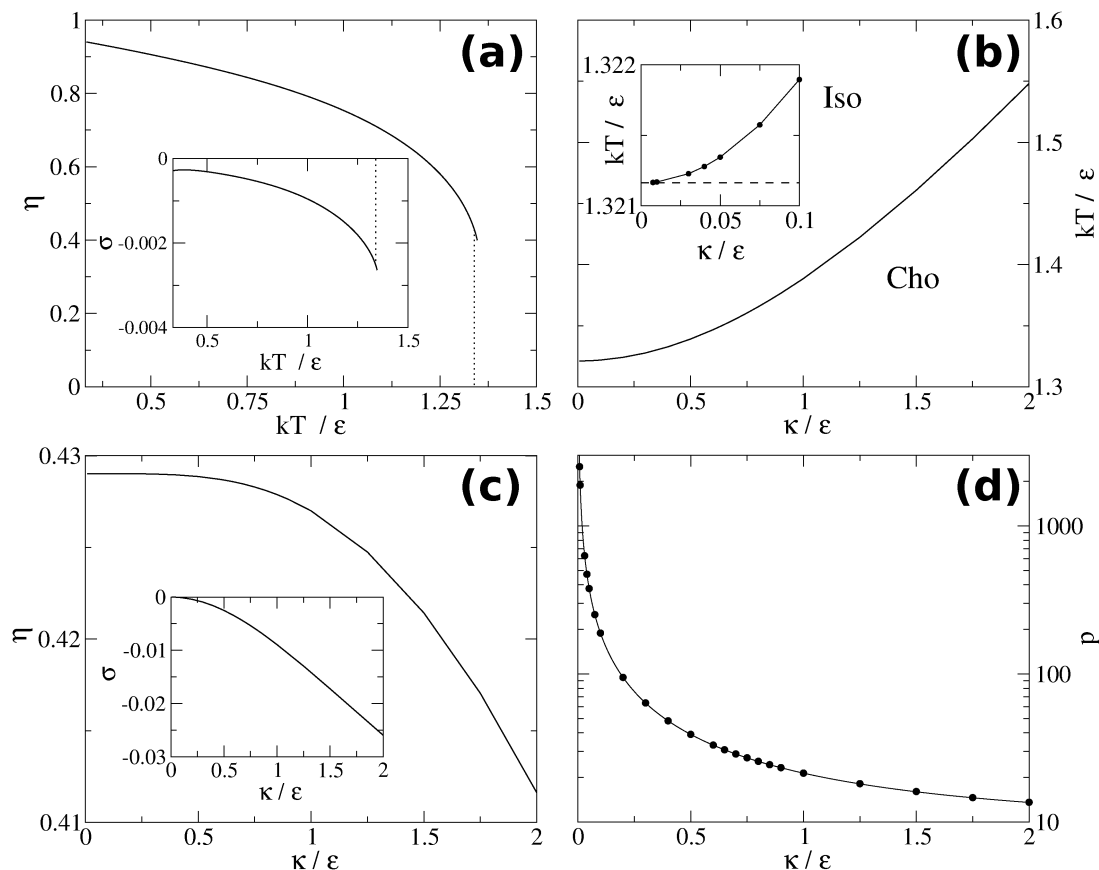 (a)
1
0.8
0.6
η
0.4
0.2
0
0.5 0.75 1 1.25 1.5
kT / ε
0
σ -0.002
-0.004
0.5 1 1.5
kT / ε
(b)
1.6
1.5
kT / ε
1.4
1.3
0 0.5 1 1.5 2
κ / ε
Iso
Cho
1.322
kT / ε
1.321
0 0.05 0.1
κ / ε
(c)
0.43
η 0.42
0.41
0 0.5 1 1.5 2
κ / ε
0
-0.01
σ
-0.02
-0.03
0 0.5 1 1.5 2
κ / ε
(d)
1000
p
100
10
0 0.5 1 1.5 2
κ / ε